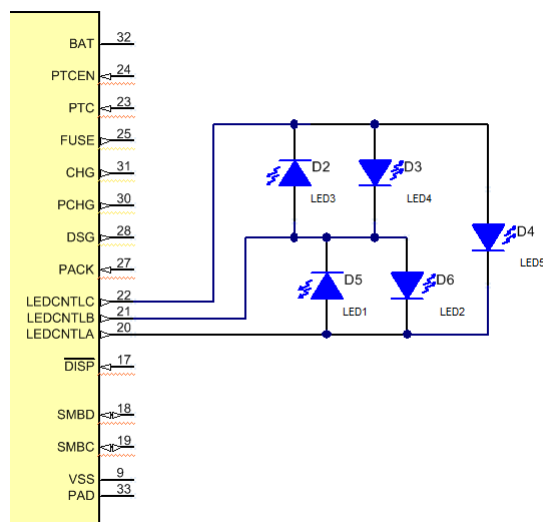 BAT 32
PTCEN 24
PTC 23
FUSE 25
CHG 31
PCHG 30
DSG 28
PACK 27
LEDCNTLC 22
LEDCNTLB 21
LEDCNTLA 20
DISP 17
SMBD 18
SMBC 19
VSS 9
PAD 33
D2
LED3
D3
LED4
D4
LED5
D5
LED1
D6
LED2